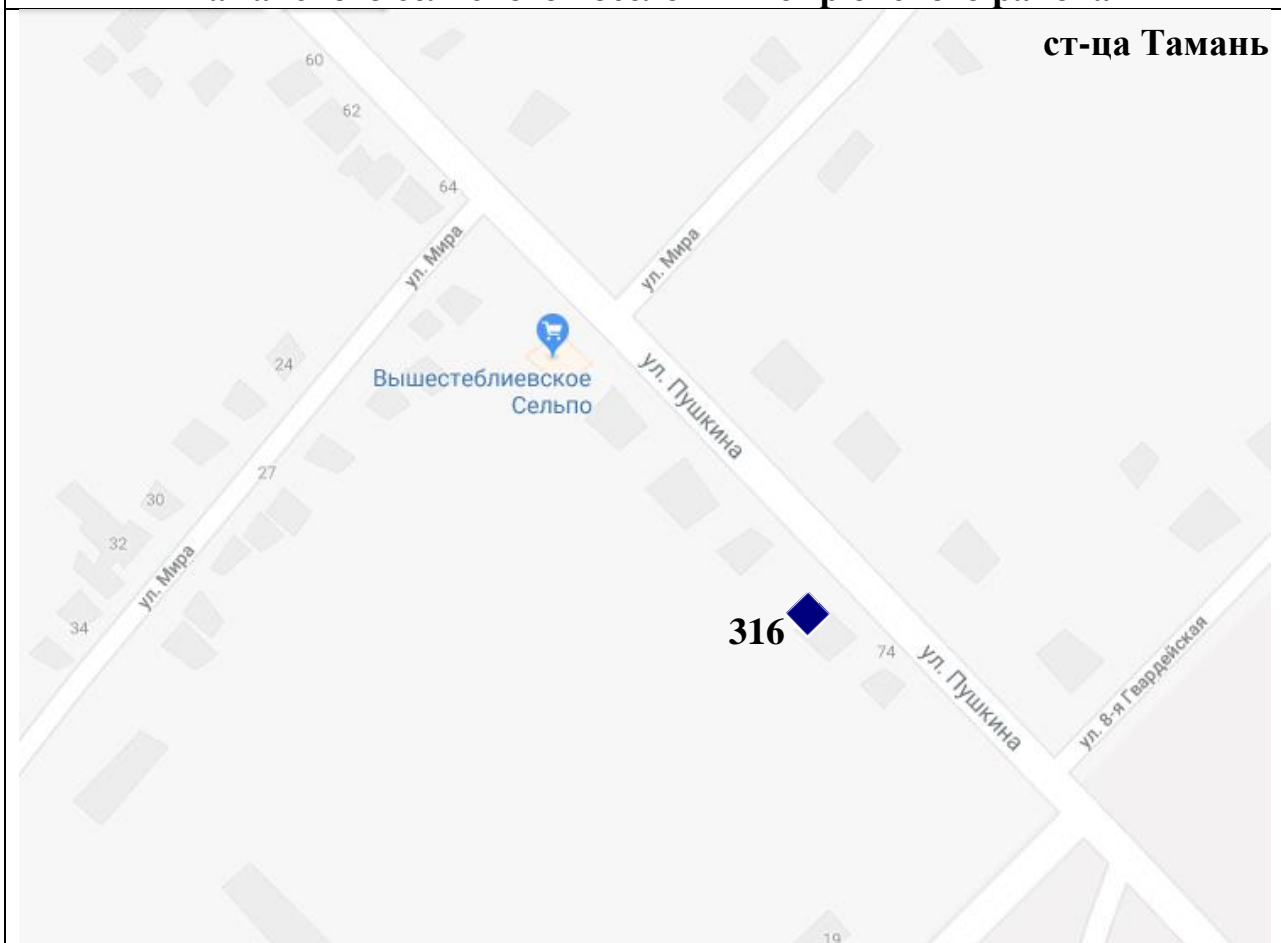 ст-ца Тамань
60
62
64
ул. Мира
ул. Мира
24
Вышестеблиевское
Сельпо
ул. Пушкина
27
30
32
ул. Мира
34
316
74
ул. Пушкина
ул. 8-я Гвардейская
19